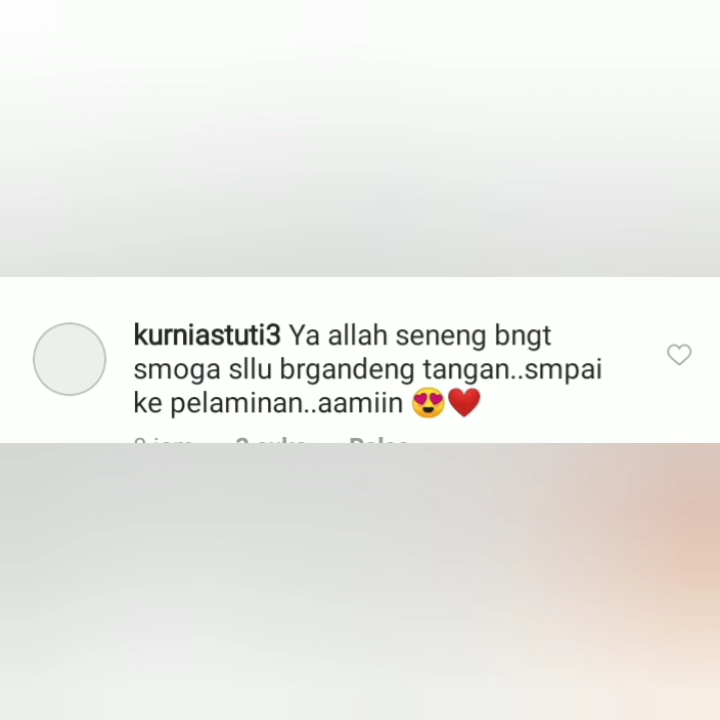 kurniastuti3 Ya allah seneng bngt
smoga sllu brgandeng tangan..smpai
ke pelaminan..aamiin 😍❤️